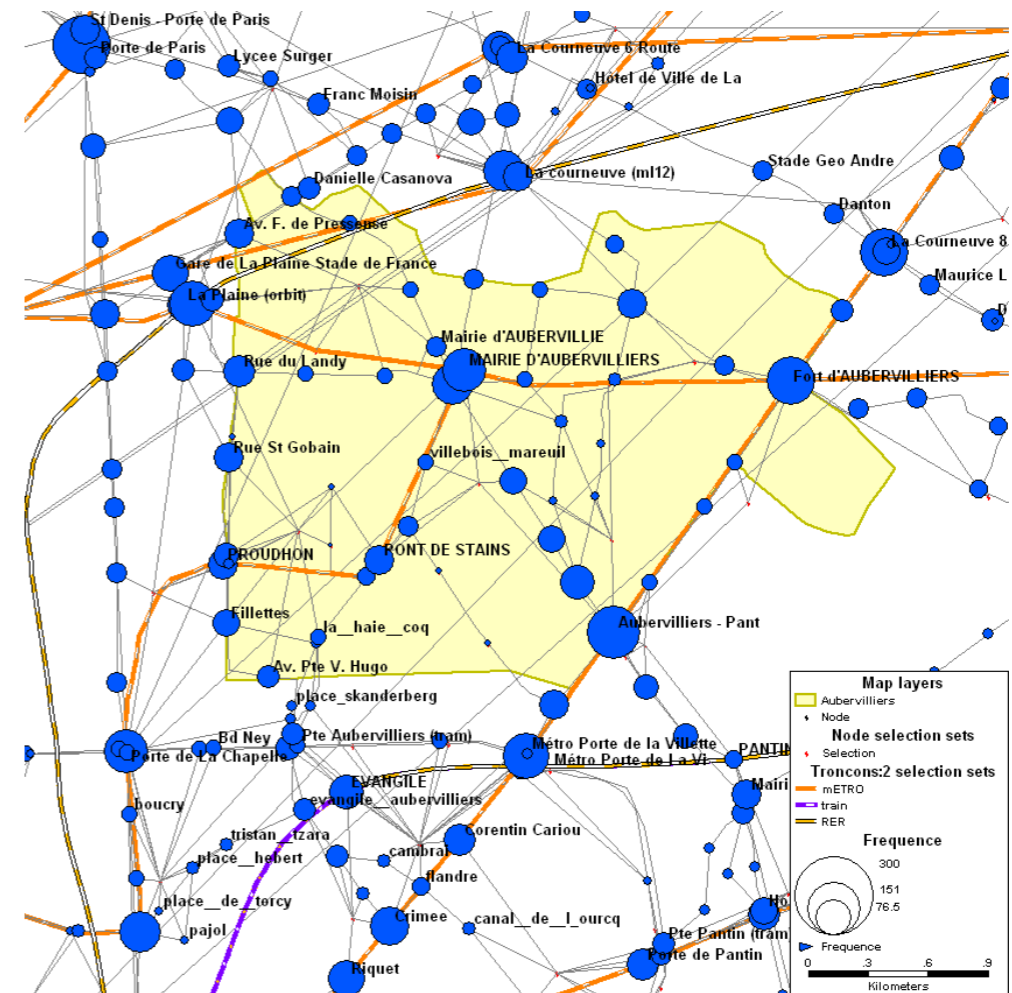 St Denis - Porte de Paris
Porte de Paris
Lycee Surger
La Courneuve 6 Route
Hôtel de Ville de La
Franc Moisin
Danielle Casanova
La courneuve (ml12)
Stade Geo Andre
Danton
Av. F. de Pressense
La Courneuve 8
Gare de La Plaine Stade de France
Maurice L
La Plaine (orbit)
D
Mairie d'AUBERVILLIE
Rue du Landy
MAIRIE D'AUBERVILLIERS
Fort d'AUBERVILLIERS
Rue St Gobain
villebois__mareuil
PROUDHON
PONT DE STAINS
Fillettes
la__haie__coq
Aubervilliers - Pant
Av. Pte V. Hugo
place_skanderberg
Bd Ney
Pte Aubervilliers (tram)
Porte de La Chapelle
Métro Porte de la Villette
Métro Porte de La Vi
PANTIN
EVANGILE
Mairi
evangile__aubervilliers
boucry
tristan__tzara
Corentin Cariou
place__hebert
cambrai
flandre
place__de__torcy
Crimee
canal__de__l_ourcq
Ho
pajol
Pte Pantin (tram)
Porte de Pantin
Riquet
Map layers
Aubervilliers
Node
Node selection sets
Selection
Troncons:2 selection sets
mETRO
train
RER
Frequence
300
151
76.5
Frequence
0 .3 .6 .9
Kilometers